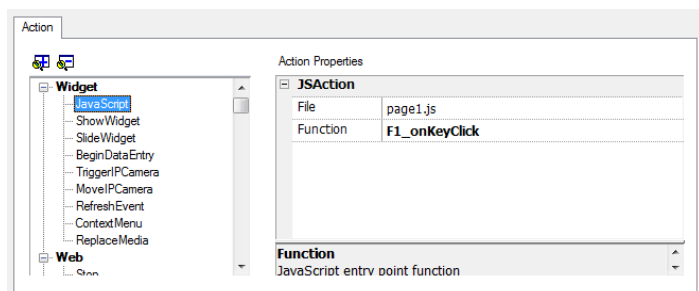 Action
Action Properties
Widget
JavaScript
ShowWidget
SlideWidget
BeginDataEntry
TriggerIPCamera
MoveIPCamera
RefreshEvent
ContextMenu
ReplaceMedia
Web
Stop
JSAction
File page1.js
Function F1_onKeyClick
Function
JavaScript entry point function